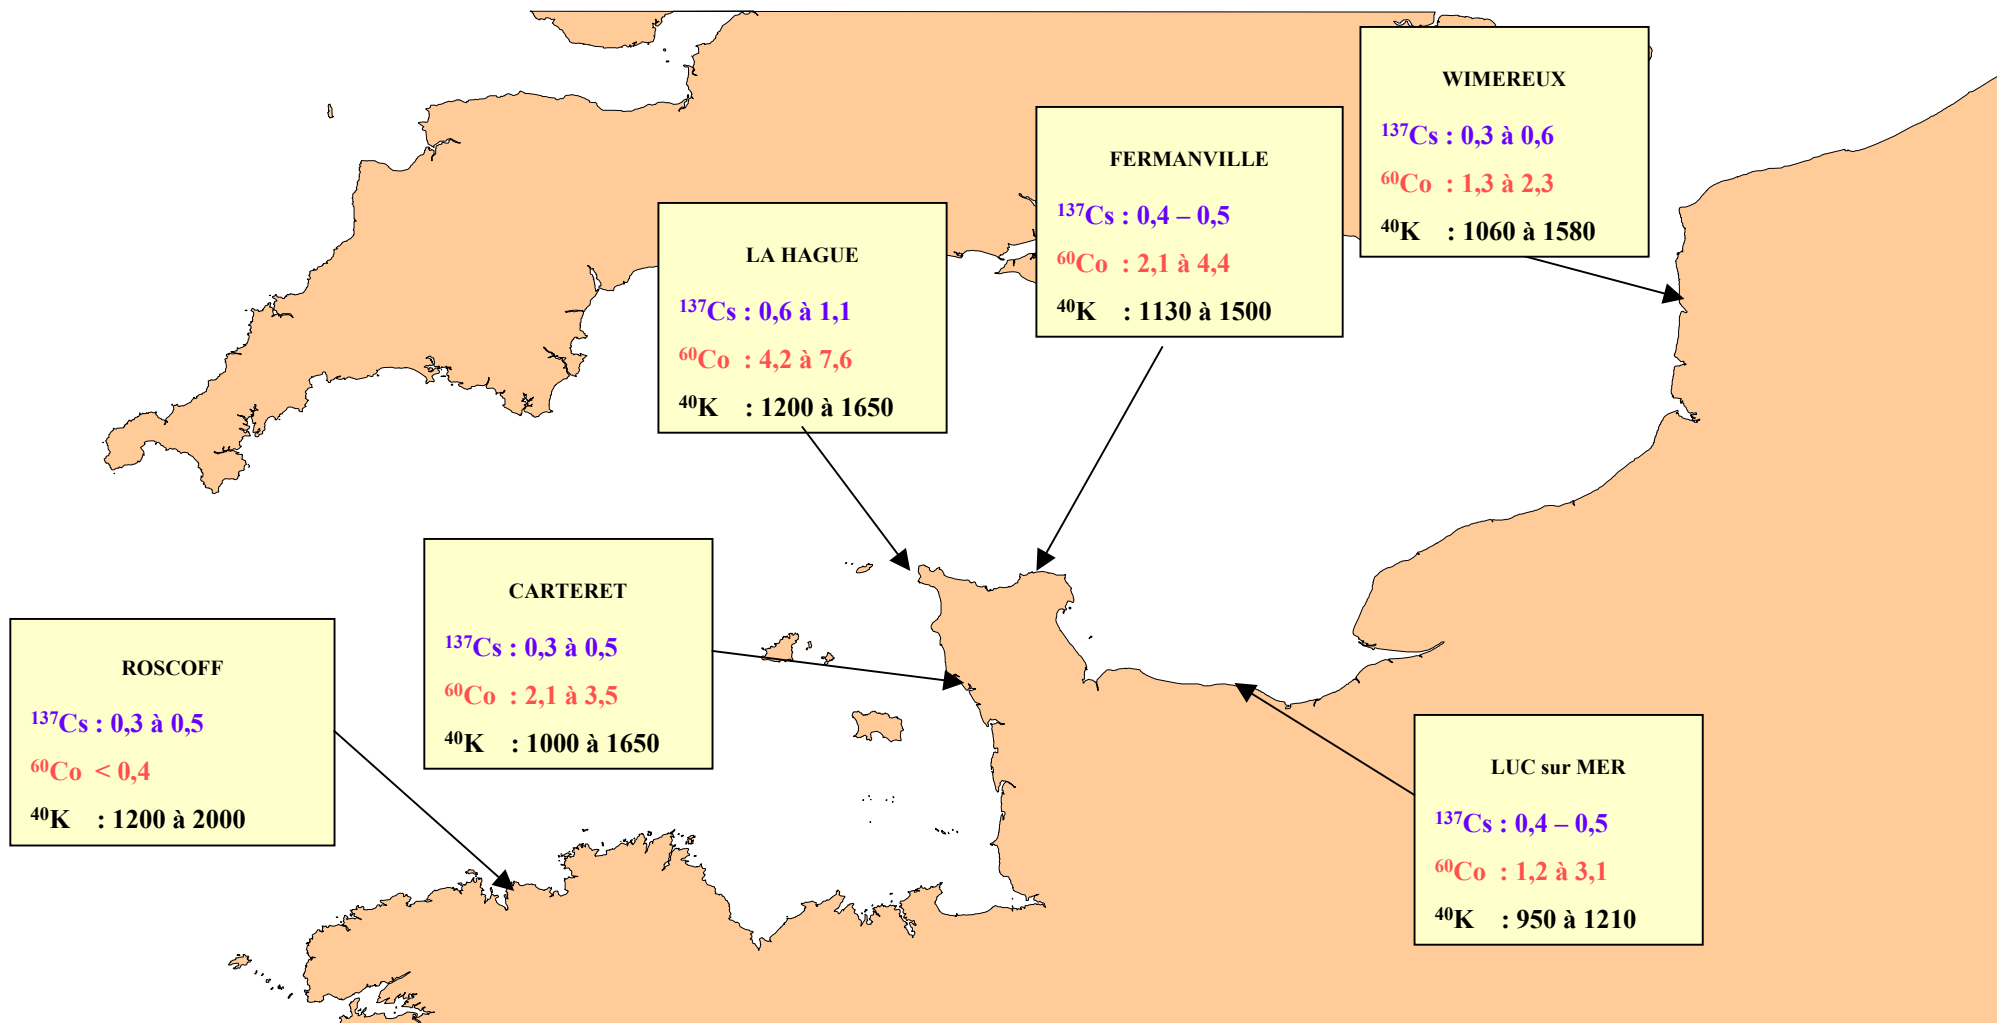 WIMEREUX
¹³⁷Cs : 0,3 à 0,6
⁶⁰Co : 1,3 à 2,3
⁴⁰K : 1060 à 1580
FERMANVILLE
¹³⁷Cs : 0,4 – 0,5
⁶⁰Co : 2,1 à 4,4
⁴⁰K : 1130 à 1500
LA HAGUE
¹³⁷Cs : 0,6 à 1,1
⁶⁰Co : 4,2 à 7,6
⁴⁰K : 1200 à 1650
CARTERET
¹³⁷Cs : 0,3 à 0,5
⁶⁰Co : 2,1 à 3,5
⁴⁰K : 1000 à 1650
ROSCOFF
¹³⁷Cs : 0,3 à 0,5
⁶⁰Co < 0,4
⁴⁰K : 1200 à 2000
LUC sur MER
¹³⁷Cs : 0,4 – 0,5
⁶⁰Co : 1,2 à 3,1
⁴⁰K : 950 à 1210